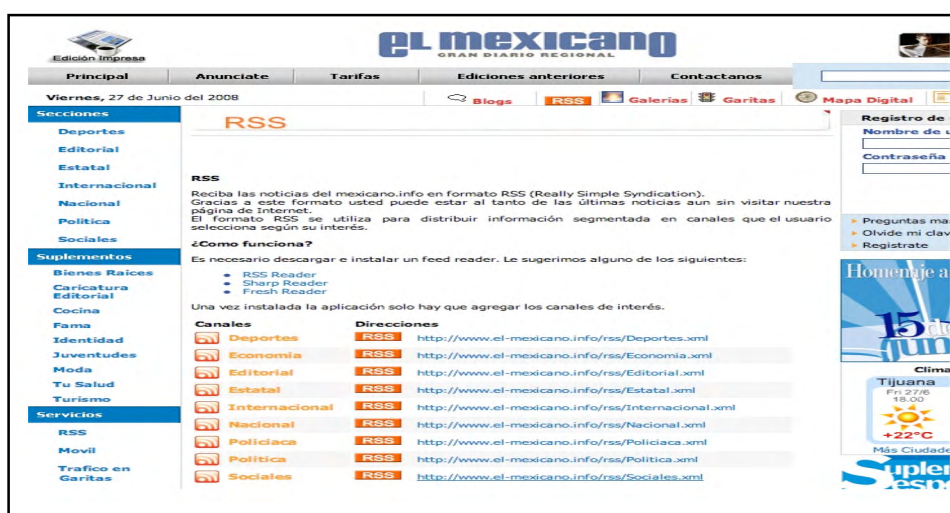 Edición Impresa
EL mexicano
GRAN DIARIO REGIONAL
Principal Anunciate Tarifas Ediciones anteriores Contactanos
Viernes, 27 de Junio del 2008
Blogs RSS Galerias Garitas Mapa Digital
Secciones
Deportes
Editorial
Estatal
Internacional
Nacional
Politica
Sociales
Suplementos
Bienes Raices
Caricatura
Editorial
Cocina
Fama
Identidad
Juventudes
Moda
Tu Salud
Turismo
Servicios
RSS
Movil
Trafico en
Garitas
RSS
RSS
Reciba las noticias del mexicano.info en formato RSS (Really Simple Syndication).
Gracias a este formato usted puede estar al tanto de las últimas noticias aun sin visitar nuestra
página de Internet.
El formato RSS se utiliza para distribuir información segmentada en canales que el usuario
selecciona según su interés.
¿Como funciona?
Es necesario descargar e instalar un feed reader. Le sugerimos alguno de los siguientes:
RSS Reader
Sharp Reader
Fresh Reader
Una vez instalada la aplicación solo hay que agregar los canales de interés.
Canales Direcciones
Deportes RSS http://www.el-mexicano.info/rss/Deportes.xml
Economia RSS http://www.el-mexicano.info/rss/Economia.xml
Editorial RSS http://www.el-mexicano.info/rss/Editorial.xml
Estatal RSS http://www.el-mexicano.info/rss/Estatal.xml
Internacional RSS http://www.el-mexicano.info/rss/Internacional.xml
Nacional RSS http://www.el-mexicano.info/rss/Nacional.xml
Policiaca RSS http://www.el-mexicano.info/rss/Policiaca.xml
Politica RSS http://www.el-mexicano.info/rss/Politica.xml
Sociales RSS http://www.el-mexicano.info/rss/Sociales.xml
Registro de
Nombre de u
Contraseña
Preguntas ma
Olvide mi clav
Registrate
Homenaje a
15 de
jun
Clima
Tijuana
Fri 27/6
18.00
+22°C
Más Ciudade
uplem
espe